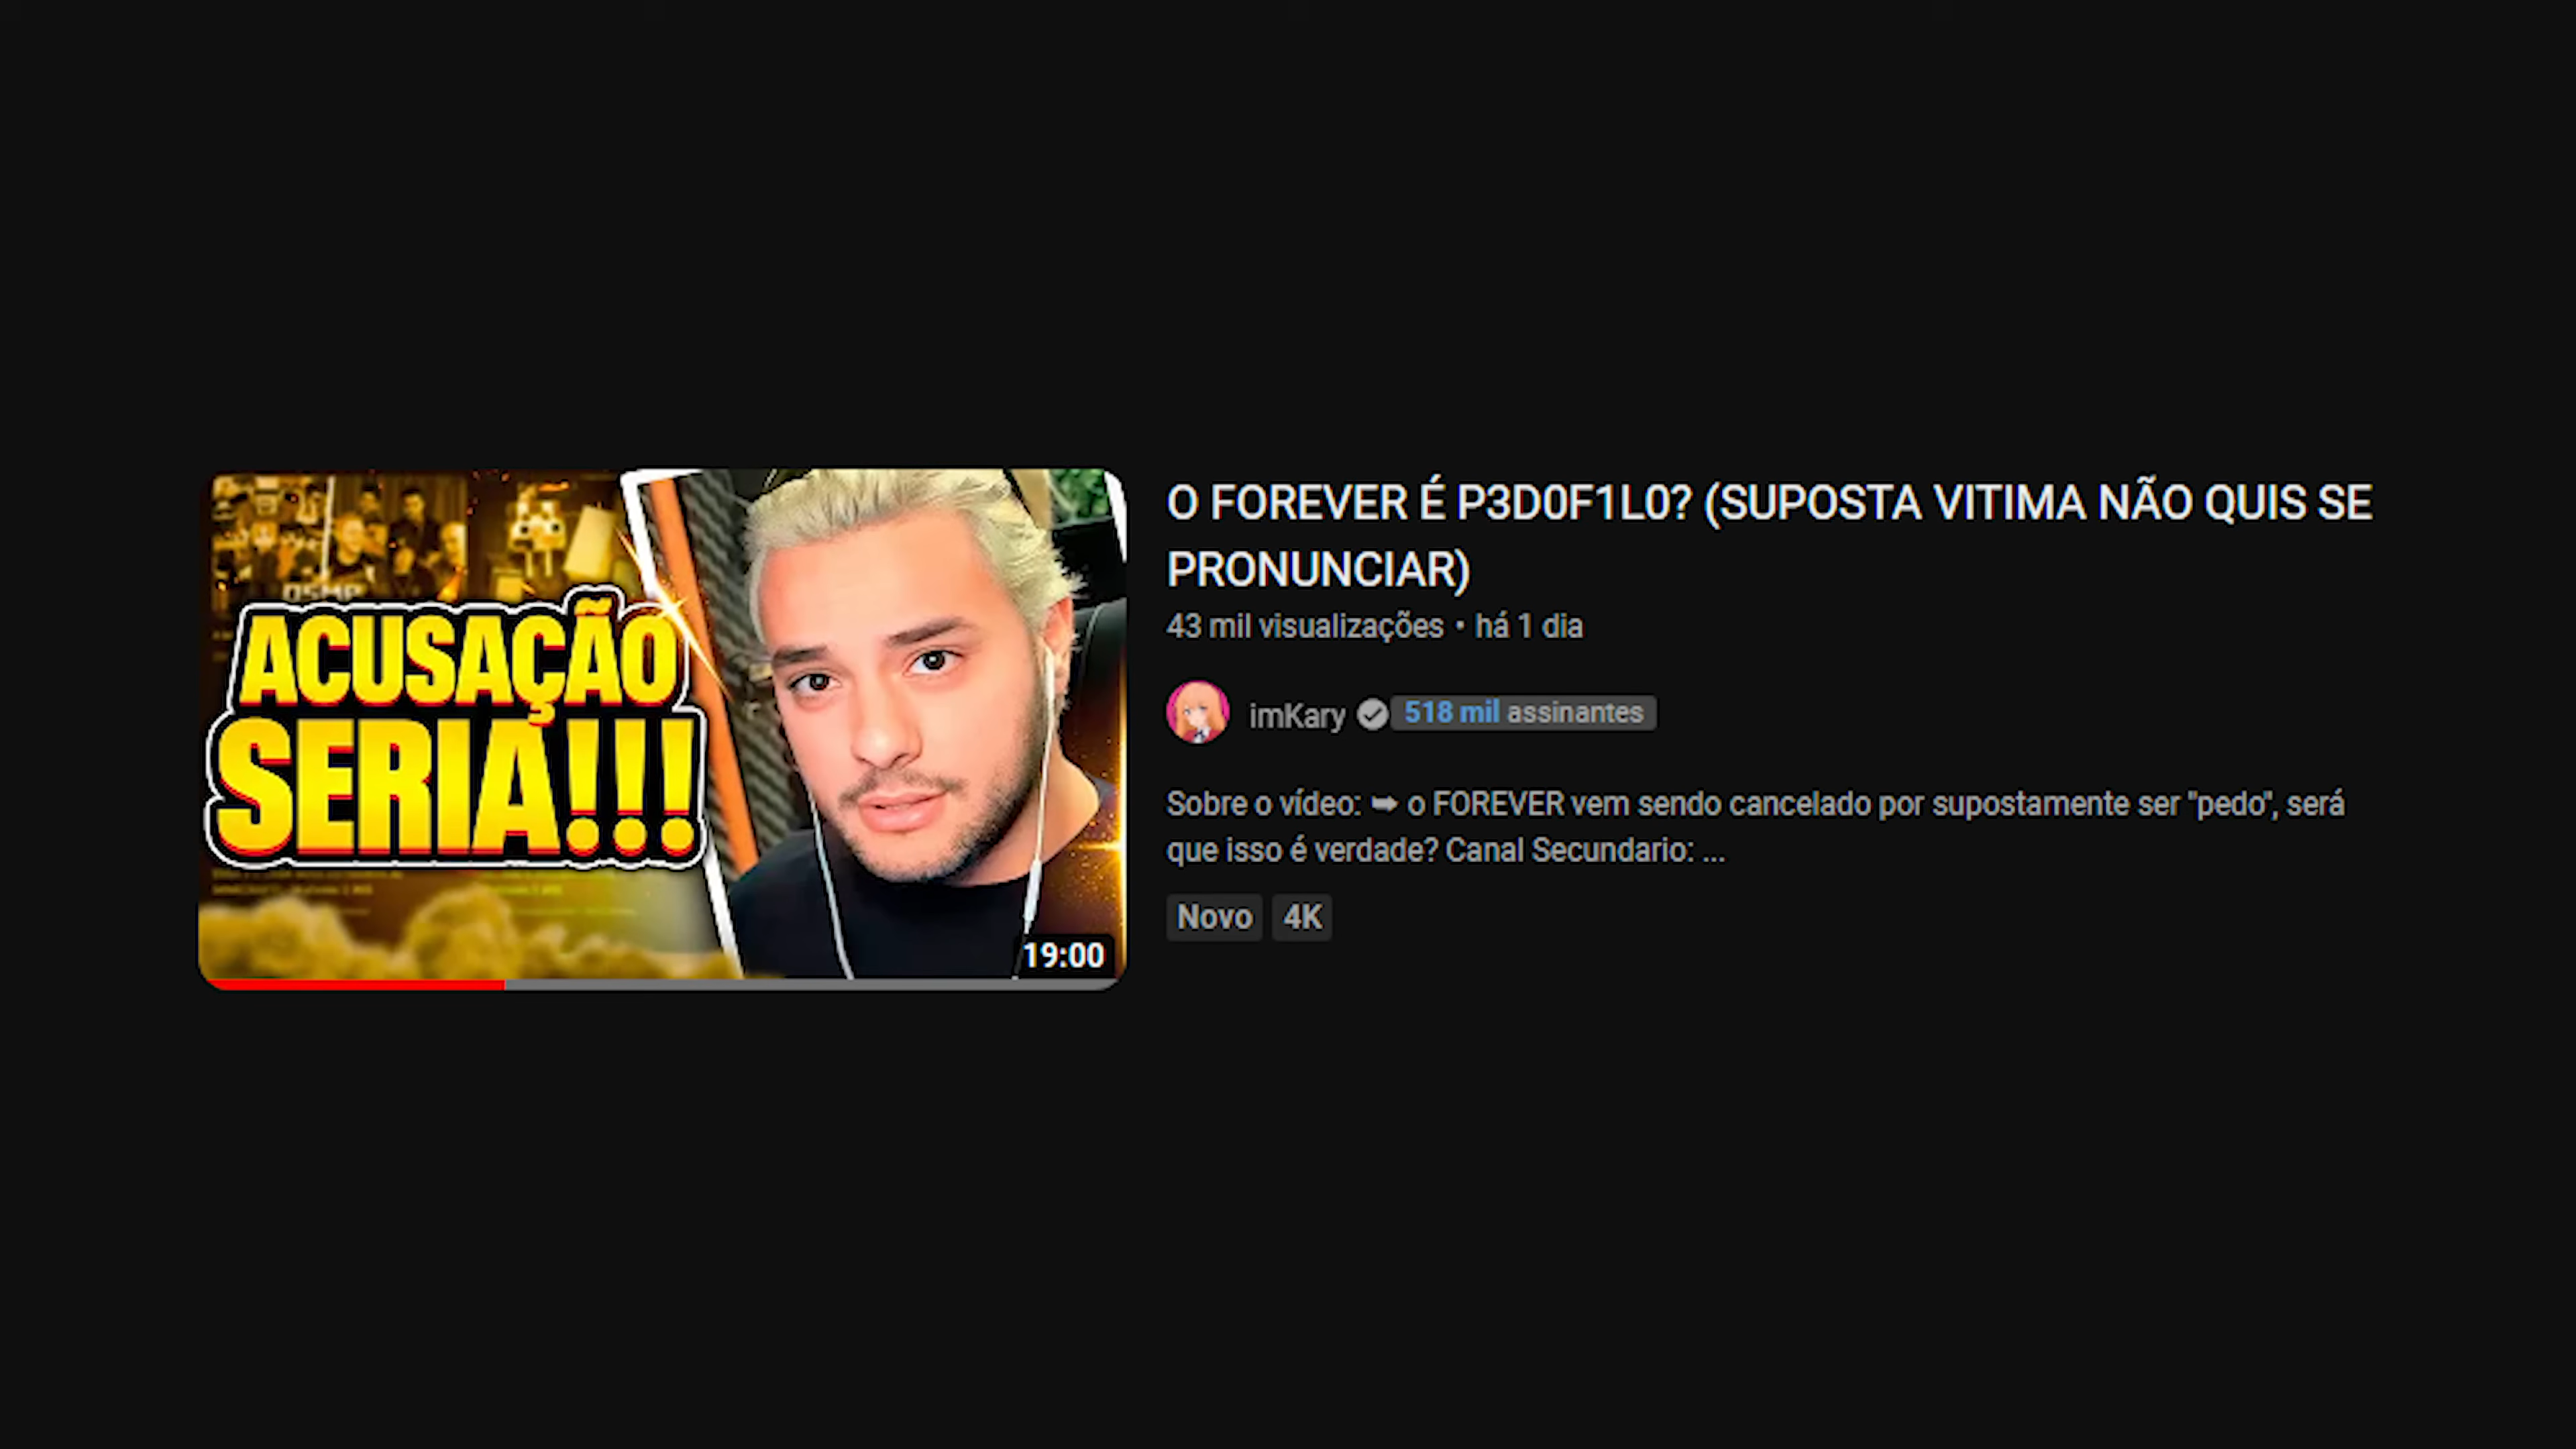 QSMP
ACUSAÇÃO
SERIA!!!
19:00
O FOREVER É P3D0F1L0? (SUPOSTA VITIMA NÃO QUIS SE
PRONUNCIAR)
43 mil visualizações • há 1 dia
imKary 518 mil assinantes
Sobre o vídeo: ➥ o FOREVER vem sendo cancelado por supostamente ser "pedo", será
que isso é verdade? Canal Secundario: ...
Novo 4K